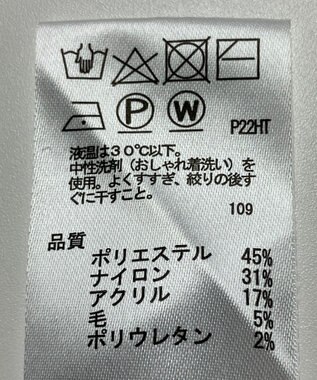 P W P22HT
液温は30℃以下。
中性洗剤(おしゃれ着洗い)を
使用。よくすすぎ、絞りの後す
ぐに干すこと。
109
品質
ポリエステル 45%
ナイロン 31%
アクリル 17%
毛 5%
ポリウレタン 2%